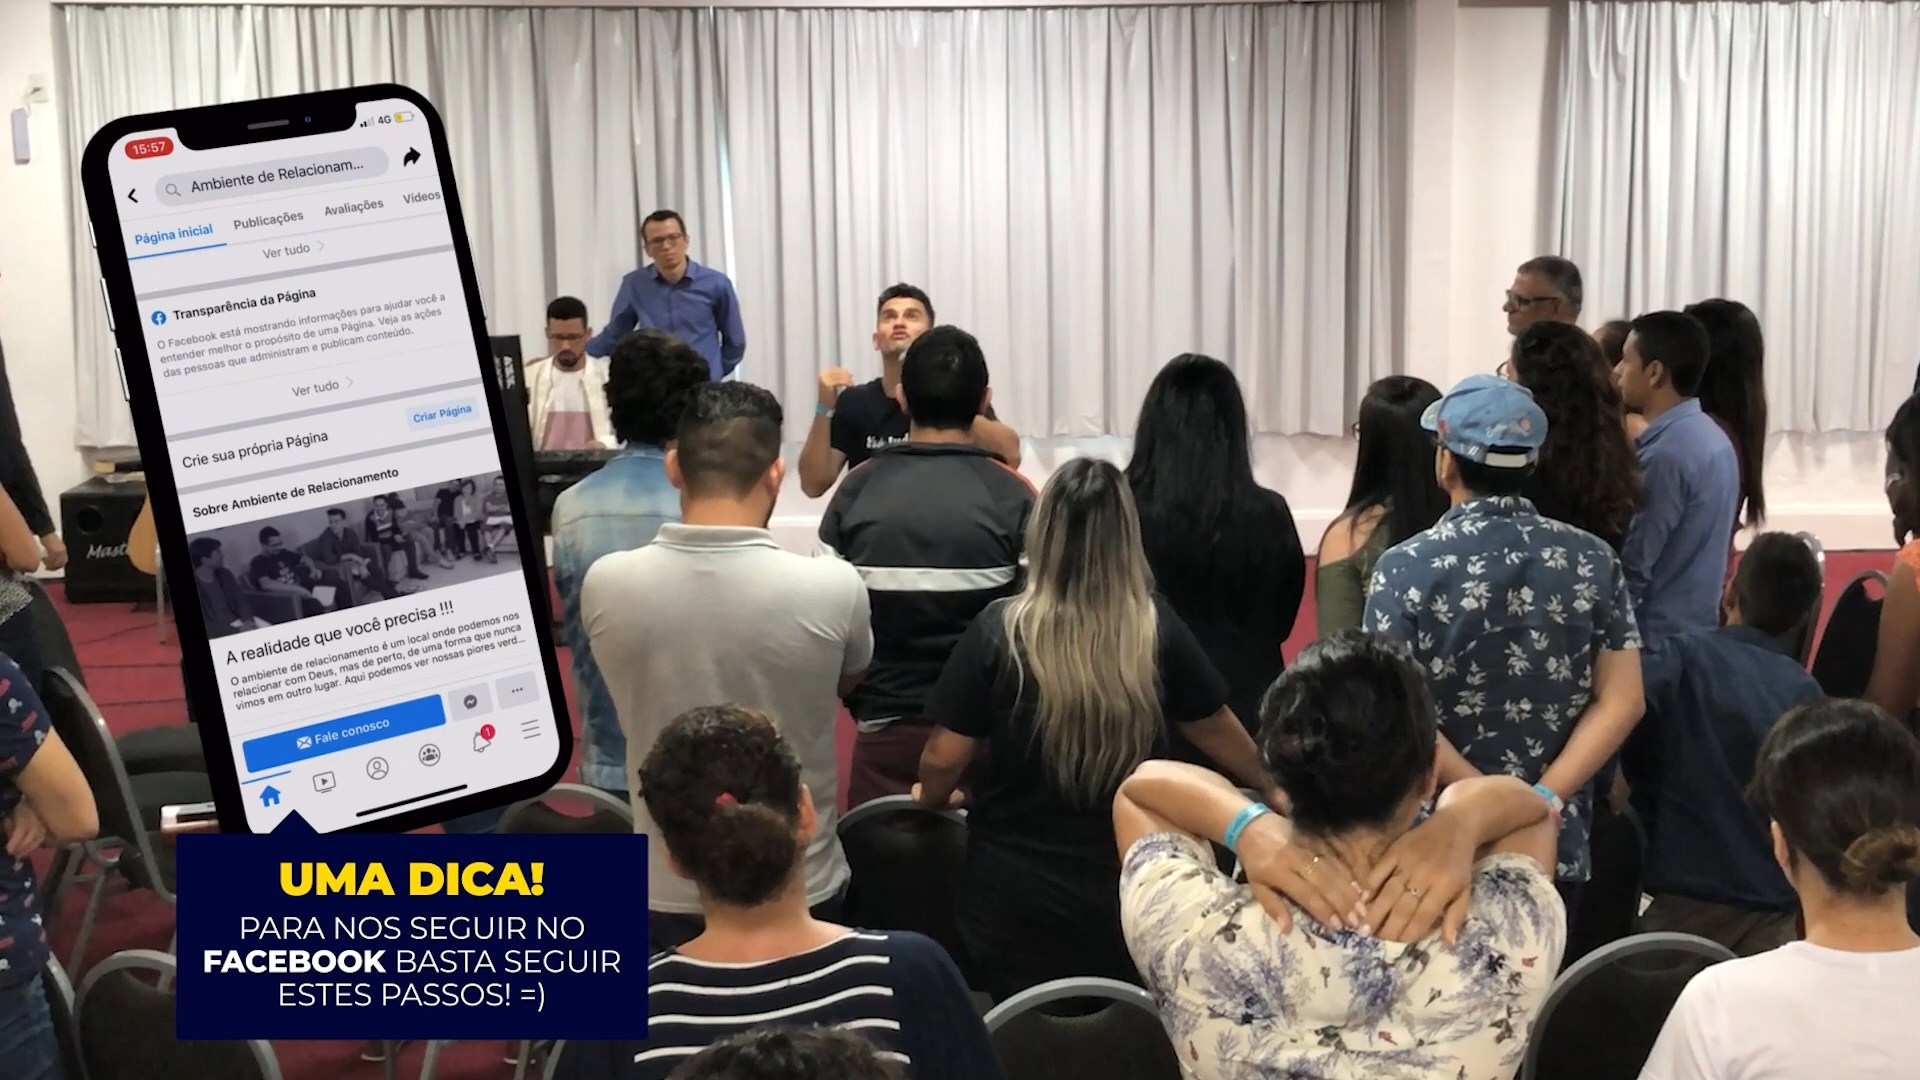 15:57
4G
Ambiente de Relacionam...
Página inicial
Publicações
Avaliações
Vídeos
Ver tudo
Transparência da Página
O Facebook está mostrando informações para ajudar você a
entender melhor o propósito de uma Página. Veja as ações
das pessoas que administram e publicam conteúdo.
Ver tudo
Crie sua própria Página
Criar Página
Sobre Ambiente de Relacionamento
A realidade que você precisa !!!
O ambiente de relacionamento é um local onde podemos nos
relacionar com Deus, mas de perto, de uma forma que nunca
vimos em outro lugar. Aqui podemos ver nossas piores verd...
Fale conosco
1
UMA DICA!
PARA NOS SEGUIR NO
FACEBOOK BASTA SEGUIR
ESTES PASSOS! =)